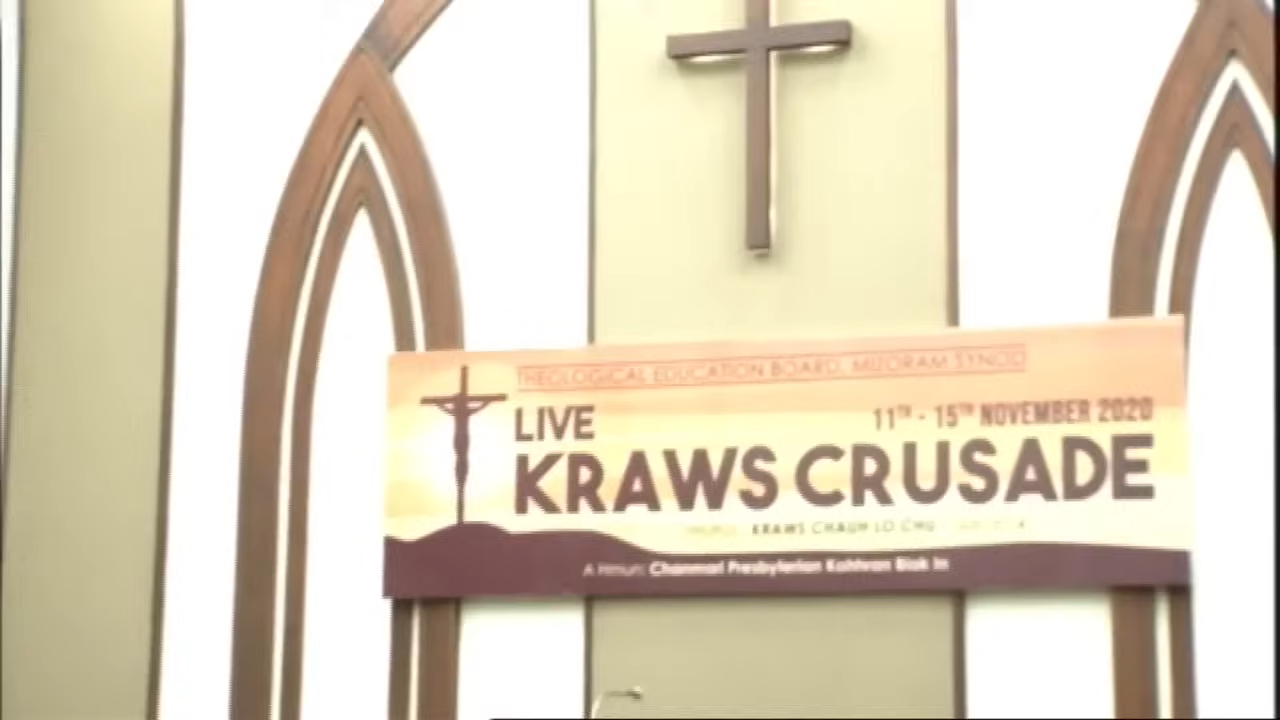 THEOLOGICAL EDUCATION BOARD, MIZORAM SYNOD
LIVE
11TH - 15TH NOVEMBER 2020
KRAWS CRUSADE
KRAWS CHAUH LO CHU
A Hmun: Chanmari Presbyterian Kohhran Biak In